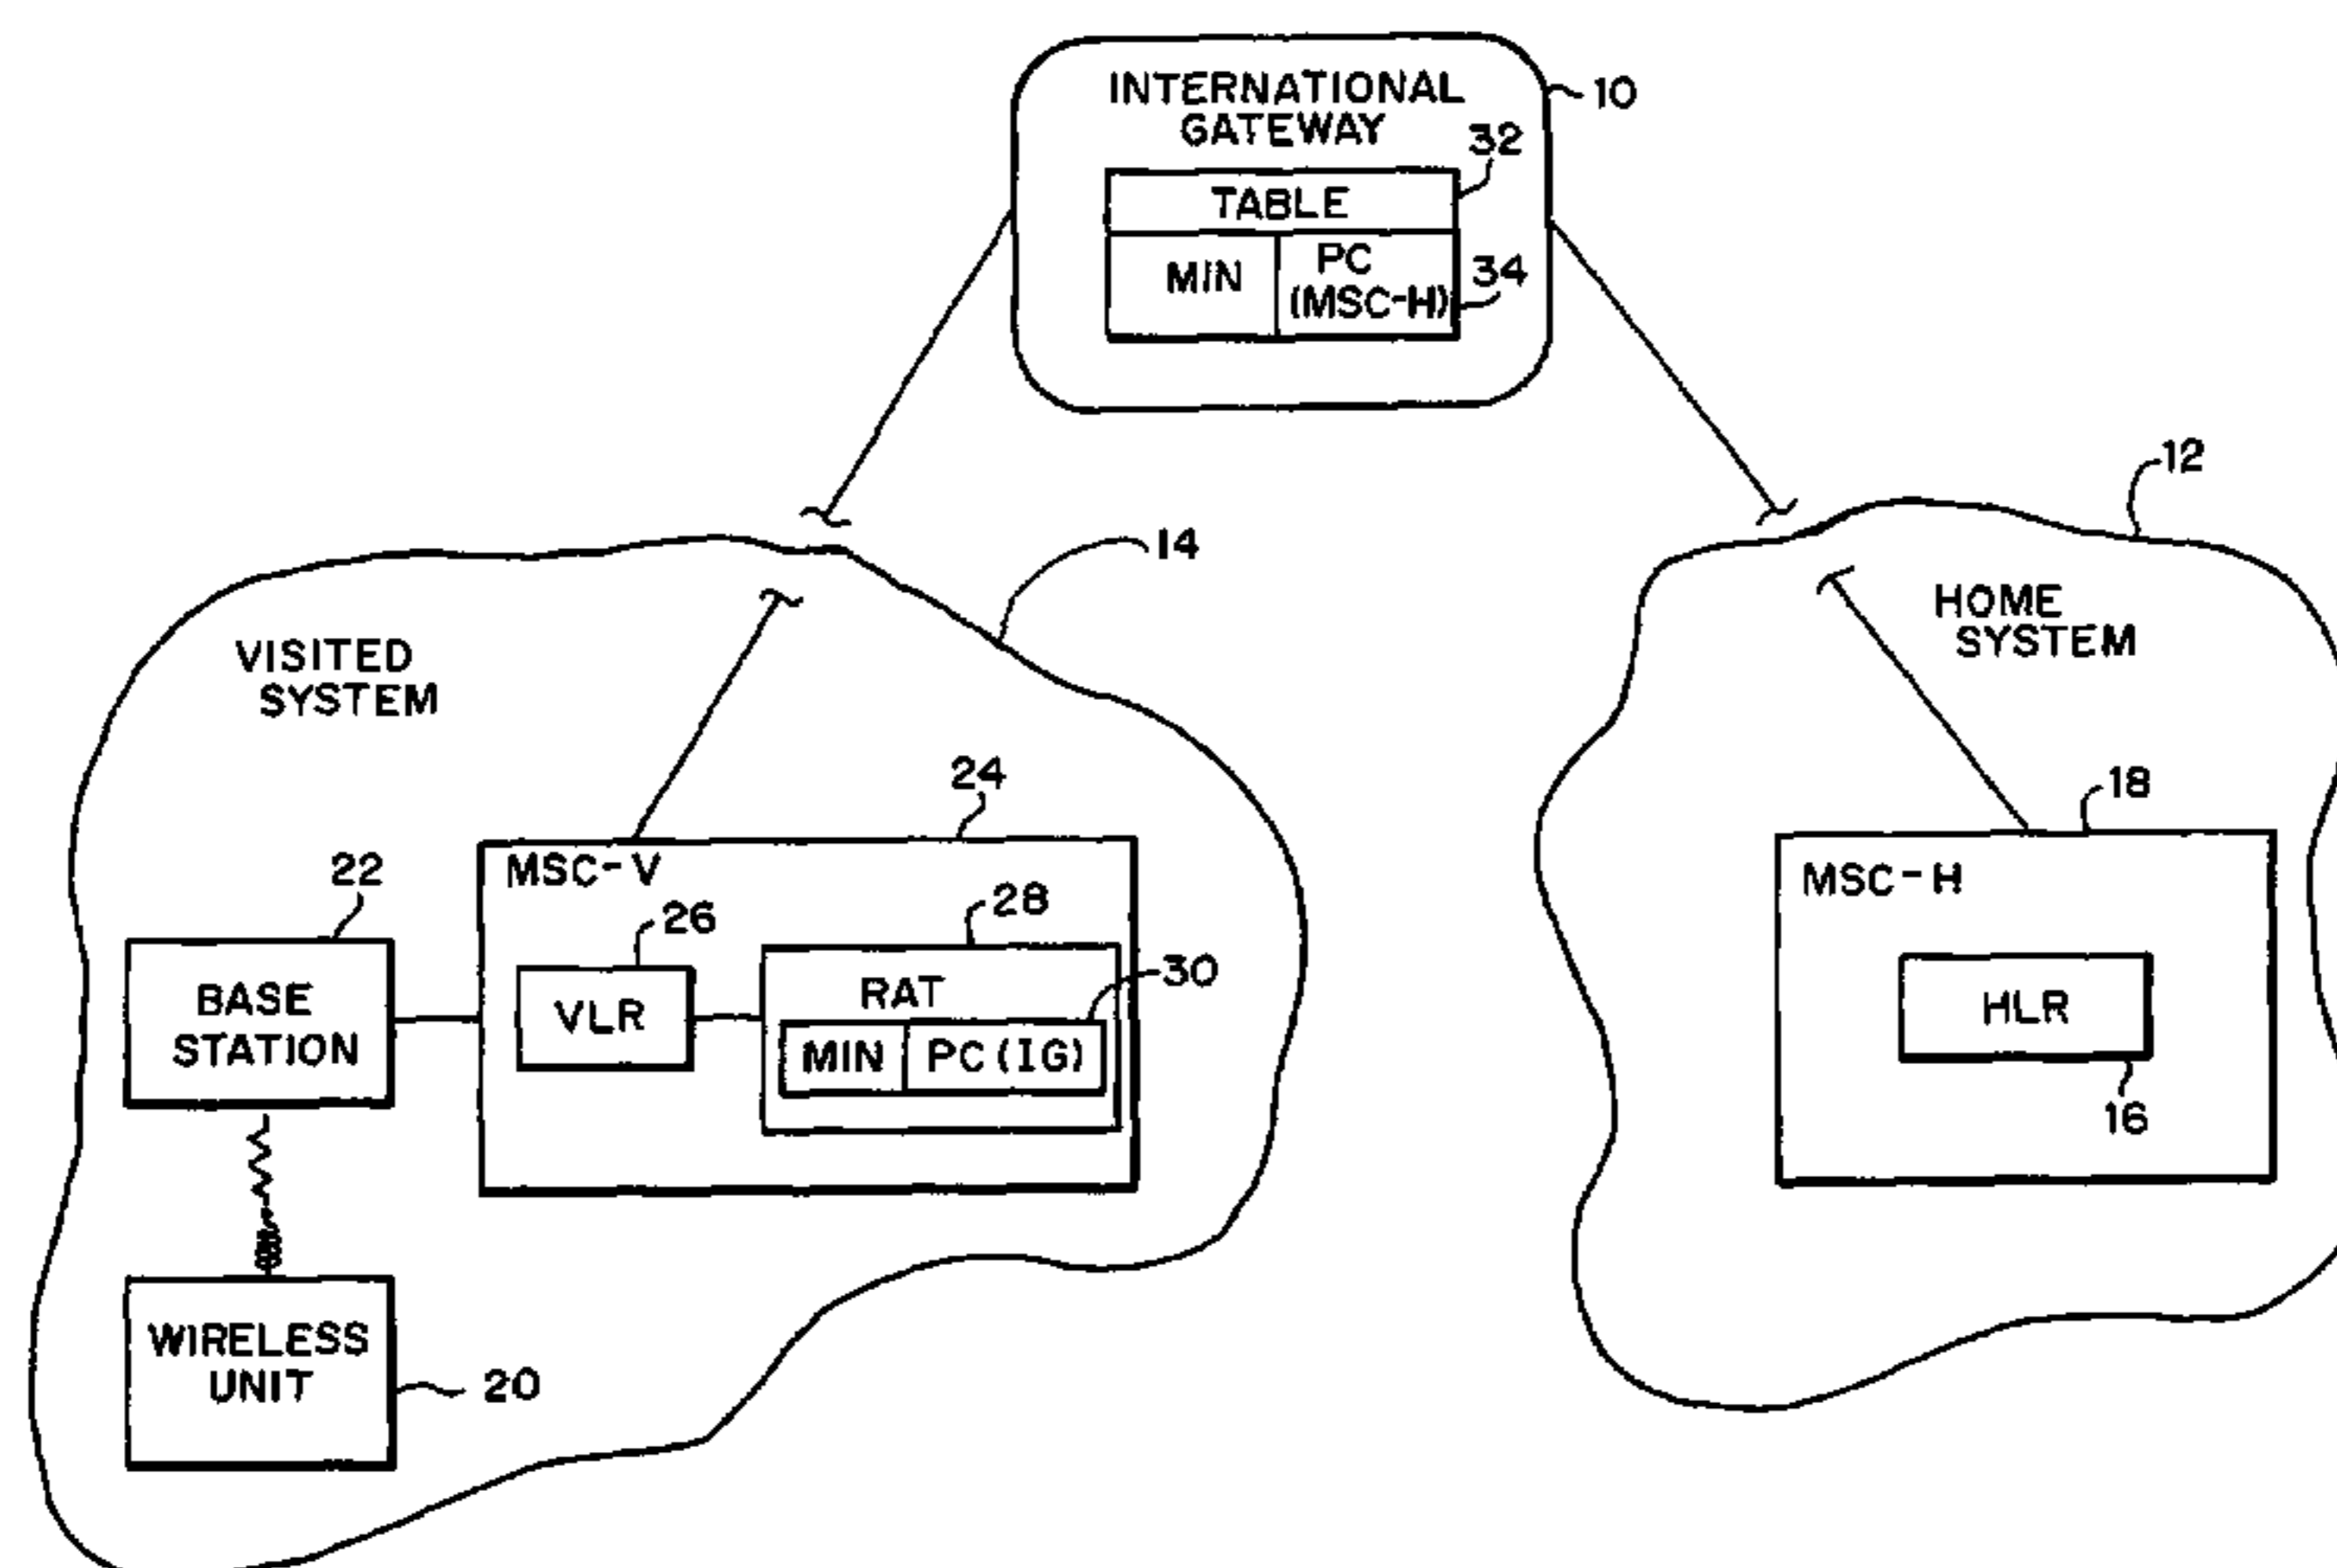 INTERNATIONAL
GATEWAY
10
32
TABLE
MIN
PC
(MSC-H)
34
12
14
HOME
SYSTEM
VISITED
SYSTEM
24
18
MSC-V
MSC-H
22
26
28
30
BASE
STATION
VLR
RAT
MIN
PC (IG)
HLR
16
WIRELESS
UNIT
20